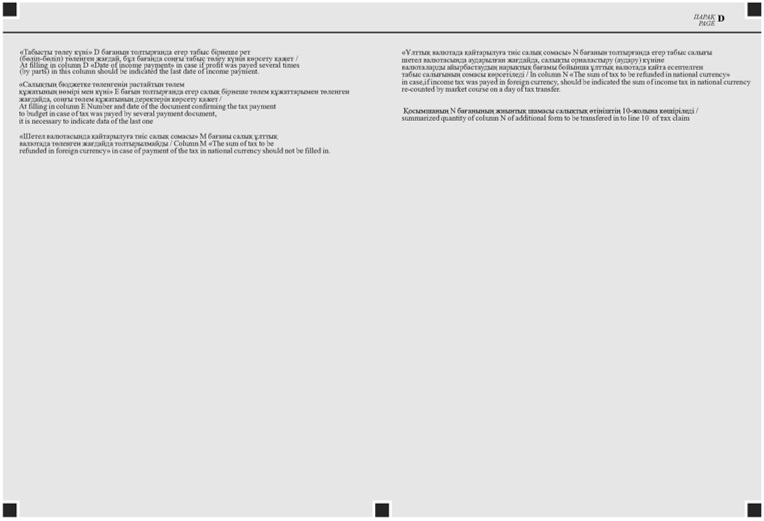 ПАРАҚ
PAGE D
«Табысты төлеу күні» D бағанын толтырғанда егер табыс бірнеше рет
(бөліп-бөліп) төленген жағдай, бұл бағанда соңғы табыс төлеу күнін көрсету қажет /
At filling in column D «Date of income payment» in case if profit was payed several times
(by parts) in this column should be indicated the last date of income payment.
«Салықтың бюджетке төленгенін растайтын төлем
құжатының нөмірі мен күні» E бағын толтырғанда егер салық бірнеше төлем құжаттарымен төленген
жағдайда, соңғы төлем құжатының деректерін көрсету қажет /
At filling in column E Number and date of the document confirming the tax payment
to budget in case of tax was payed by several payment document,
it is necessary to indicate data of the last one
«Шетел валютасында қайтарылуға тиіс салық сомасы» M бағаны салық ұлттық
валютада төленген жағдайда толтырылмайды / Column M «The sum of tax to be
refunded in foreign currency» in case of payment of the tax in national currency should not be filled in.
«Ұлттық валютада қайтарылуға тиіс салық сомасы» N бағанын толтырғанда егер табыс салығы
шетел валютасында аударылған жағдайда, салықты орналастыру (аудару) күніне
валюталарды айырбастаудың нарықтық бағамы бойынша ұлттық валютада қайта есептелген
табыс салығының сомасы көрсетіледі / In column N «The sum of tax to be refunded in national currency»
in case,if income tax was payed in foreign currency, should be indicated the sum of income tax in national currency
re-counted by market course on a day of tax transfer.
Қосымшаның N бағанының жиынтық шамасы салықтық өтініштің 10-жолына көшіріледі /
summarized quantity of column N of additional form to be transfered in to line 10 of tax claim